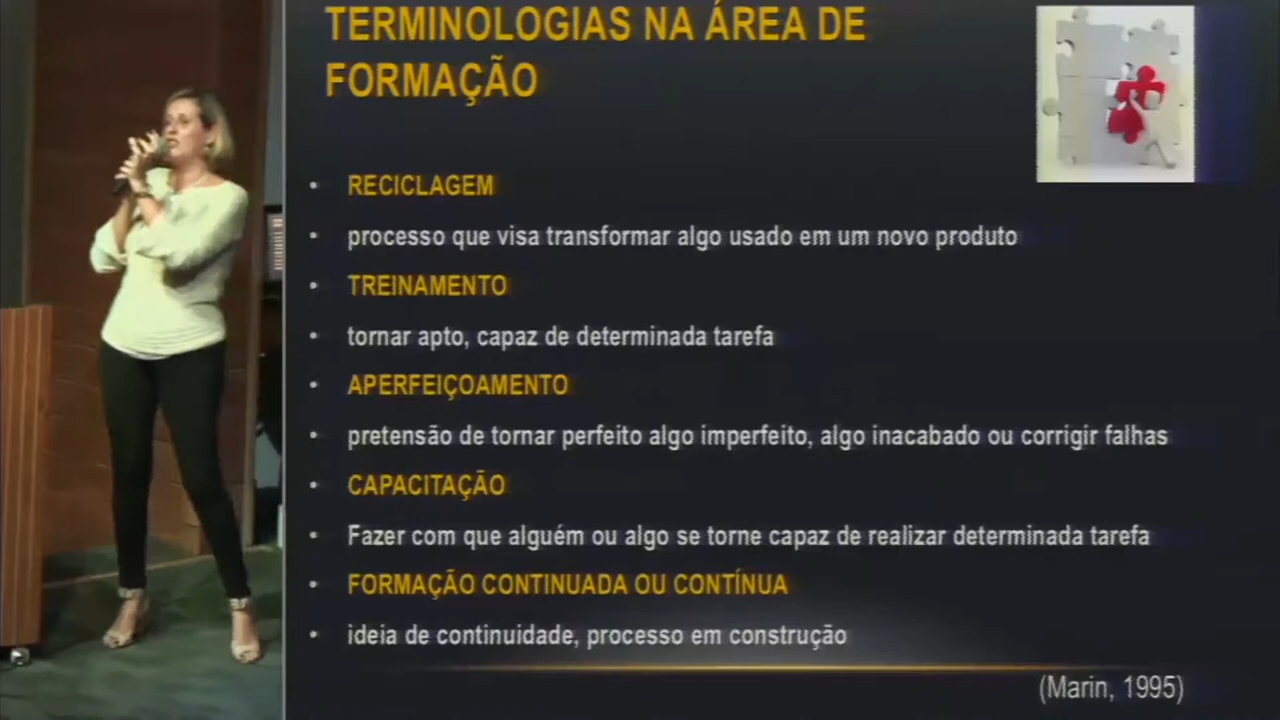 TERMINOLOGIAS NA ÁREA DE
FORMAÇÃO
• RECICLAGEM
• processo que visa transformar algo usado em um novo produto
• TREINAMENTO
• tornar apto, capaz de determinada tarefa
• APERFEIÇOAMENTO
• pretensão de tornar perfeito algo imperfeito, algo inacabado ou corrigir falhas
• CAPACITAÇÃO
• Fazer com que alguém ou algo se torne capaz de realizar determinada tarefa
• FORMAÇÃO CONTINUADA OU CONTÍNUA
• ideia de continuidade, processo em construção
(Marin, 1995)